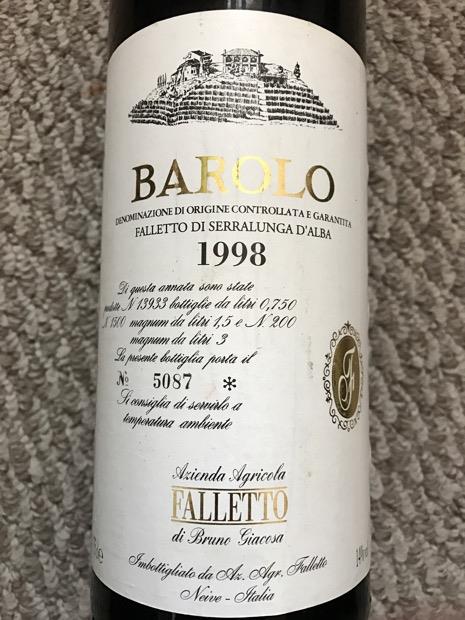 BAROLO
DENOMINAZIONE DI ORIGINE CONTROLLATA E GARANTITA
FALLETTO DI SERRALUNGA D'ALBA
1998
Di questa annata sono state
N 13933 bottiglie da litri 0,750
N 1500 magnum da litri 1,5 e N. 200
magnum da litri 3
La presente bottiglia porta il
No 5087 *
Si consiglia di servirlo a
temperatura ambiente
F
Azienda Agricola
FALLETTO
di Bruno Giacosa
Imbottigliato da Az. Agr. Falletto
Neive - Italia